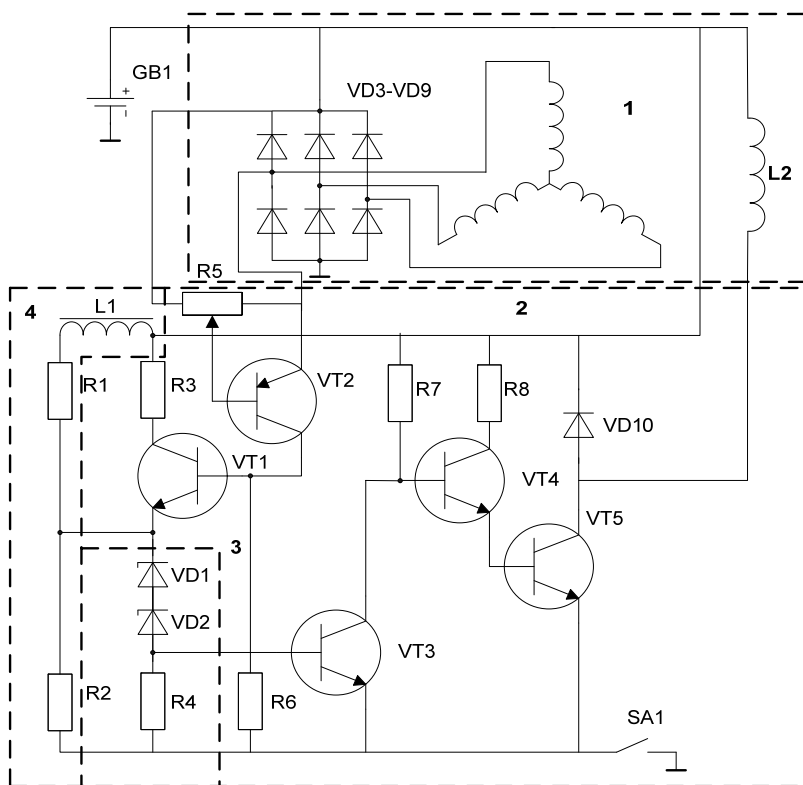 GB1
+
-
VD3-VD9
1
L2
R5
4
L1
2
R1
R3
VT2
R7
R8
VD10
VT1
VT4
VT5
3
VD1
VD2
VT3
R2
R4
R6
SA1